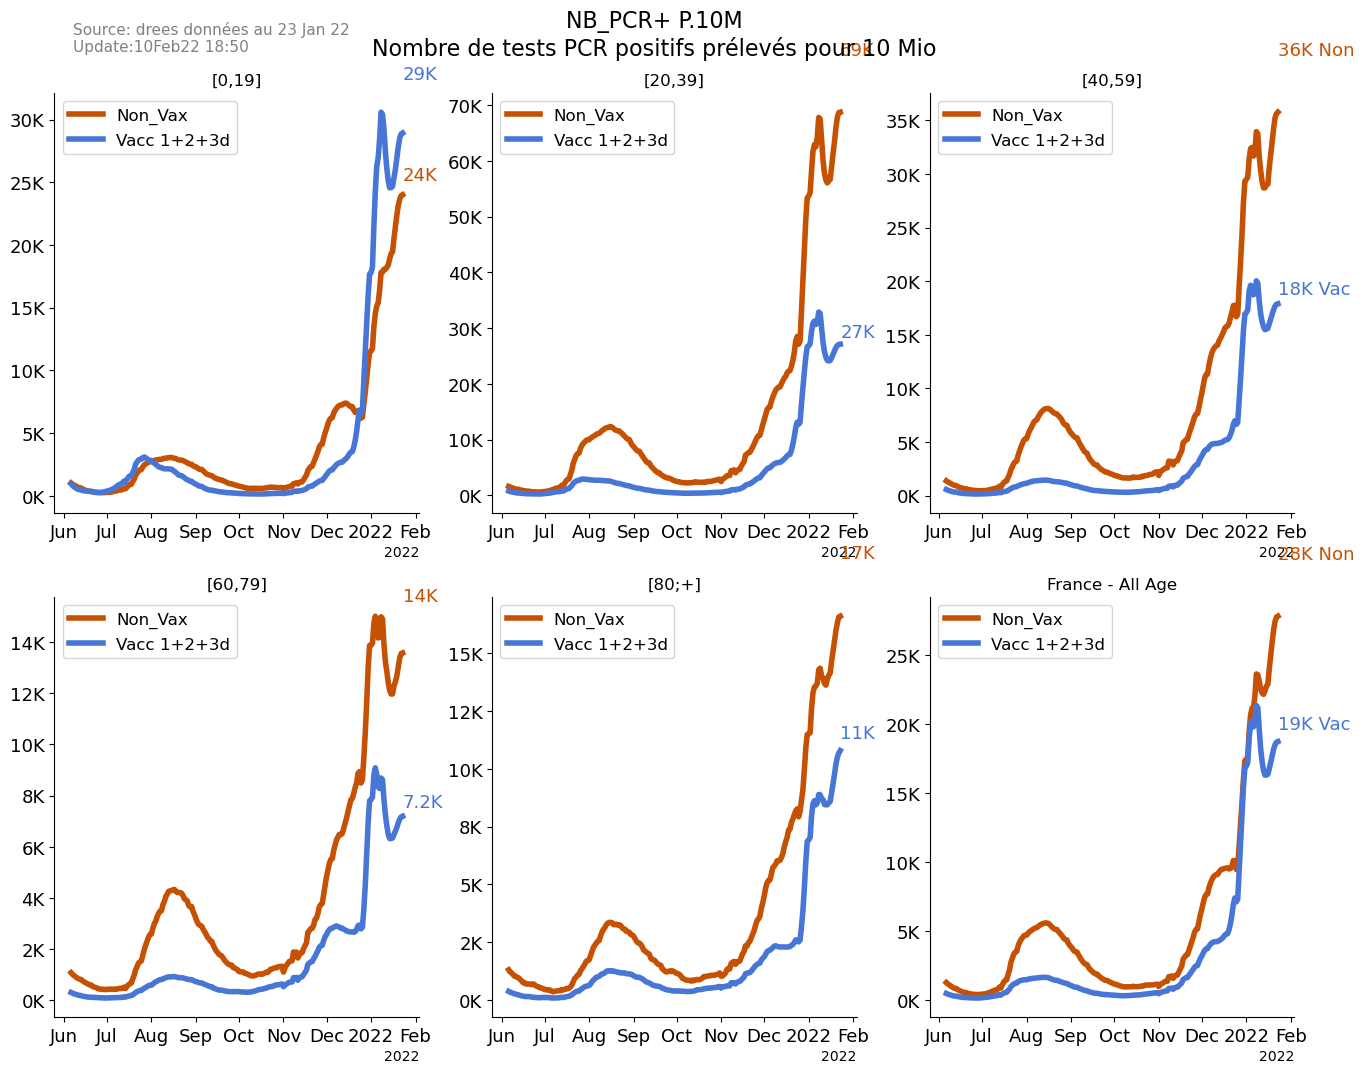 NB_PCR+ P.10M
Source: drees données au 23 Jan 22
Update:10Feb22 18:50
Nombre de tests PCR positifs prélevés pour 10 Mio
[0,19]
29K
24K
Non_Vax
Vacc 1+2+3d
30K
25K
20K
15K
10K
5K
0K
Jun Jul Aug Sep Oct Nov Dec 2022 Feb
2022
[20,39]
69K
27K
Non_Vax
Vacc 1+2+3d
70K
60K
50K
40K
30K
20K
10K
0K
Jun Jul Aug Sep Oct Nov Dec 2022 Feb
2022
[40,59]
36K Non
18K Vac
Non_Vax
Vacc 1+2+3d
35K
30K
25K
20K
15K
10K
5K
0K
Jun Jul Aug Sep Oct Nov Dec 2022 Feb
2022
[60,79]
14K
7.2K
Non_Vax
Vacc 1+2+3d
14K
12K
10K
8K
6K
4K
2K
0K
Jun Jul Aug Sep Oct Nov Dec 2022 Feb
2022
[80;+]
17K
11K
Non_Vax
Vacc 1+2+3d
15K
12K
10K
8K
5K
2K
0K
Jun Jul Aug Sep Oct Nov Dec 2022 Feb
2022
France - All Age
28K Non
19K Vac
Non_Vax
Vacc 1+2+3d
25K
20K
15K
10K
5K
0K
Jun Jul Aug Sep Oct Nov Dec 2022 Feb
2022